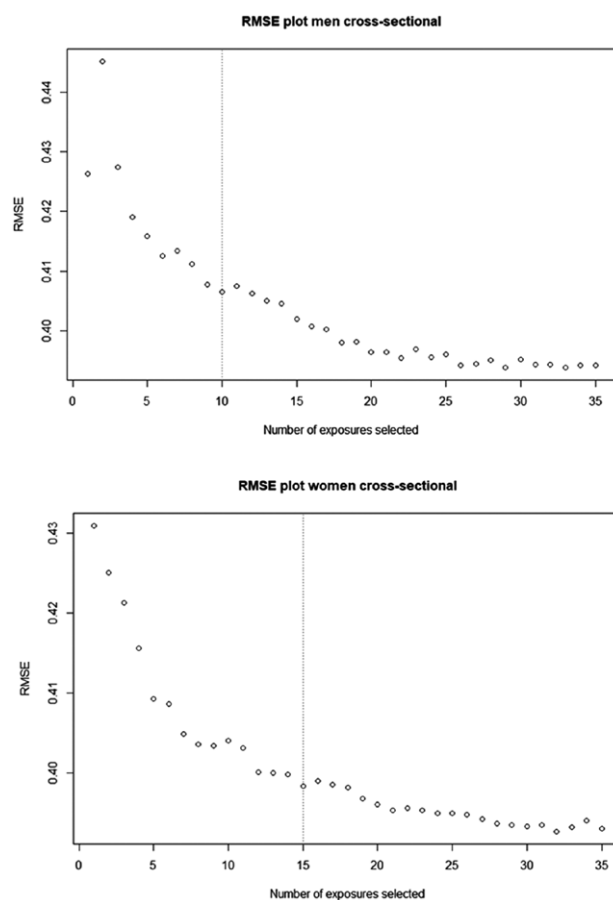 RMSE plot men cross-sectional
0.44
0.43
0.42
0.41
0.40
RMSE
0 5 10 15 20 25 30 35
Number of exposures selected
RMSE plot women cross-sectional
0.43
0.42
0.41
0.40
RMSE
0 5 10 15 20 25 30 35
Number of exposures selected